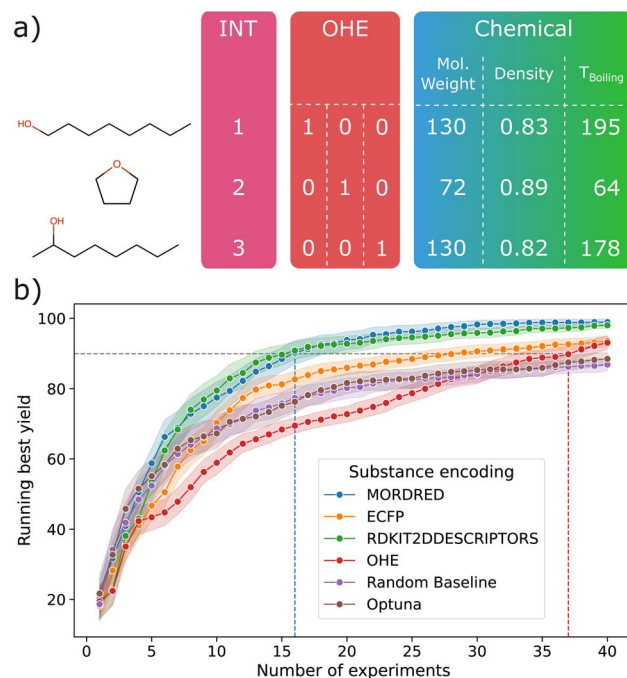 a)
INT
OHE
Chemical
Mol.
Weight
Density
TBoiling
HO
1
1 0 0
130 0.83 195
O
2
0 1 0
72 0.89 64
OH
3
0 0 1
130 0.82 178
b)
100
80
60
40
20
Running best yield
0 5 10 15 20 25 30 35 40
Number of experiments
Substance encoding
MORDRED
ECFP
RDKIT2DDESCRIPTORS
OHE
Random Baseline
Optuna